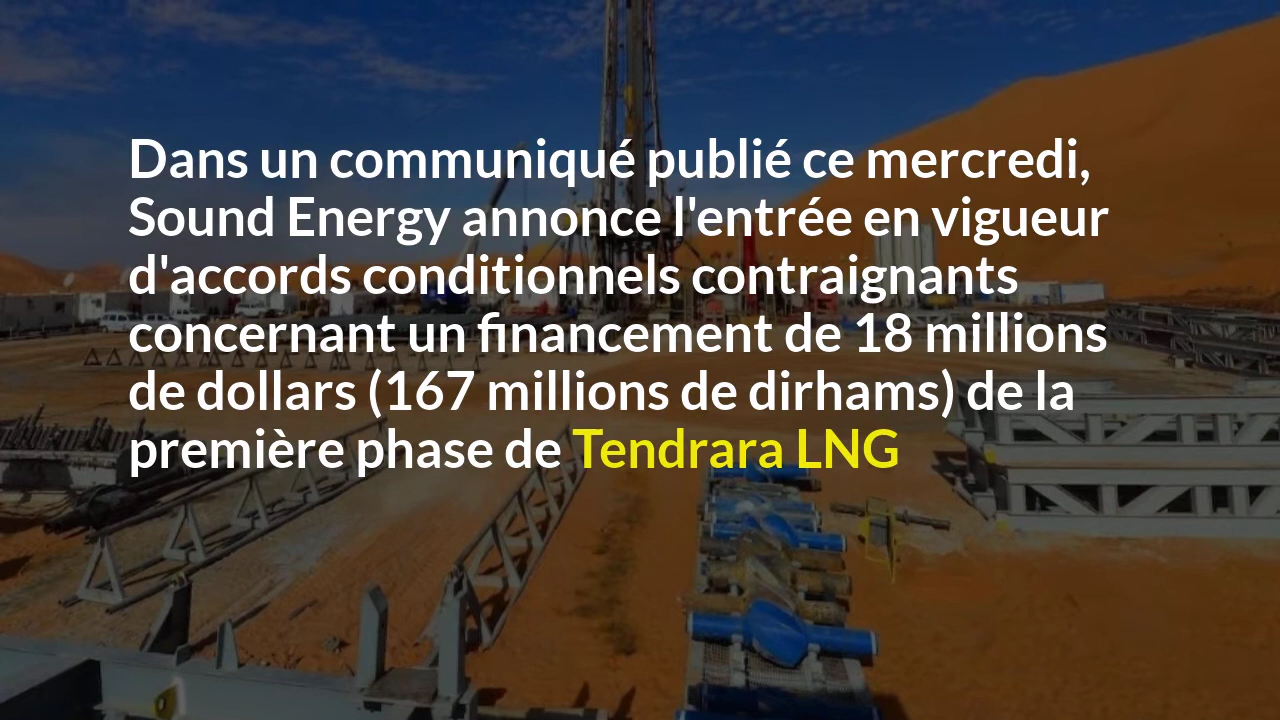 Dans un communiqué publié ce mercredi,
Sound Energy annonce l'entrée en vigueur
d'accords conditionnels contraignants
concernant un financement de 18 millions
de dollars (167 millions de dirhams) de la
première phase de Tendrara LNG